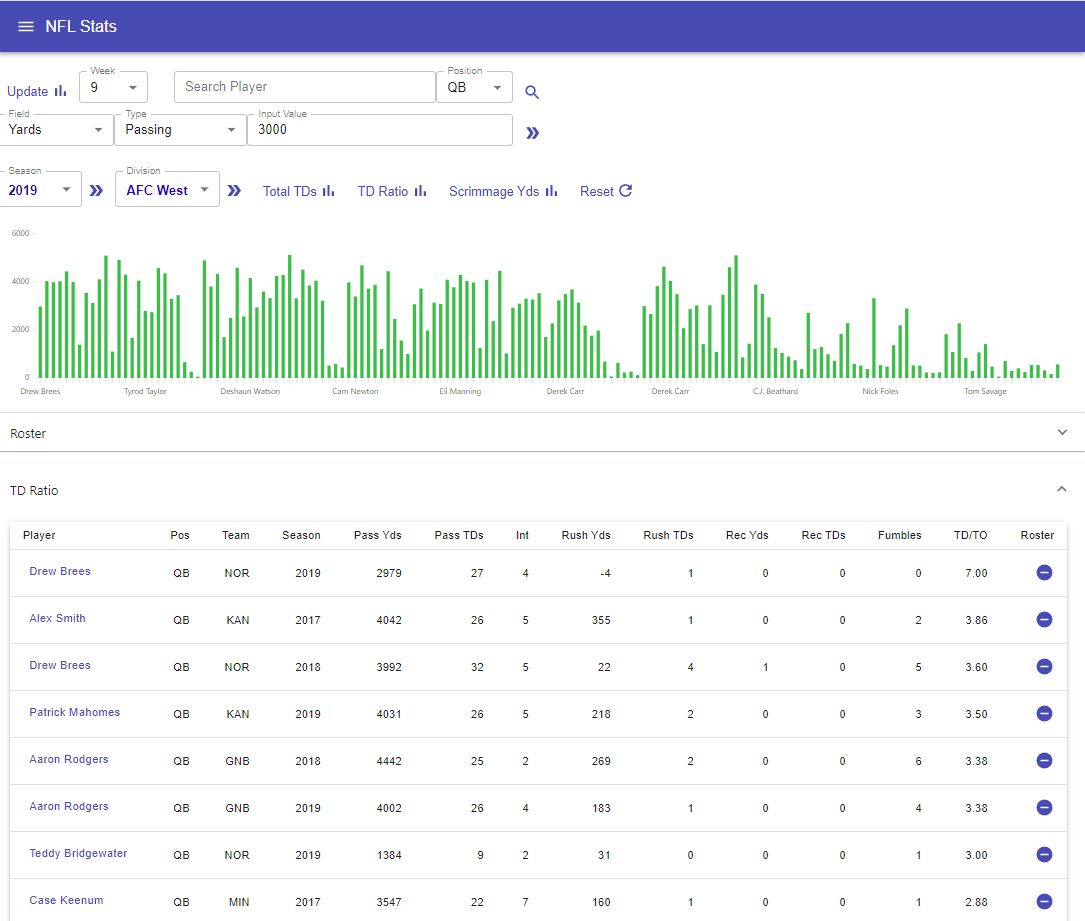 NFL Stats
Week
Position
Update 9 Search Player QB
Field Type Input Value
Yards Passing 3000
Season Division
2019 AFC West Total TDs TD Ratio Scrimmage Yds Reset
6000
4000
2000
0
Drew Brees Tyrod Taylor Deshaun Watson Cam Newton Eli Manning Derek Carr Derek Carr C.J. Beathard Nick Foles Tom Savage
Roster
TD Ratio
Player Pos Team Season Pass Yds Pass TDs Int Rush Yds Rush TDs Rec Yds Rec TDs Fumbles TD/TO Roster
Drew Brees QB NOR 2019 2979 27 4 -4 1 0 0 0 7.00
Alex Smith QB KAN 2017 4042 26 5 355 1 0 0 2 3.86
Drew Brees QB NOR 2018 3992 32 5 22 4 1 0 5 3.60
Patrick Mahomes QB KAN 2019 4031 26 5 218 2 0 0 3 3.50
Aaron Rodgers QB GNB 2018 4442 25 2 269 2 0 0 6 3.38
Aaron Rodgers QB GNB 2019 4002 26 4 183 1 0 0 4 3.38
Teddy Bridgewater QB NOR 2019 1384 9 2 31 0 0 0 1 3.00
Case Keenum QB MIN 2017 3547 22 7 160 1 0 0 1 2.88